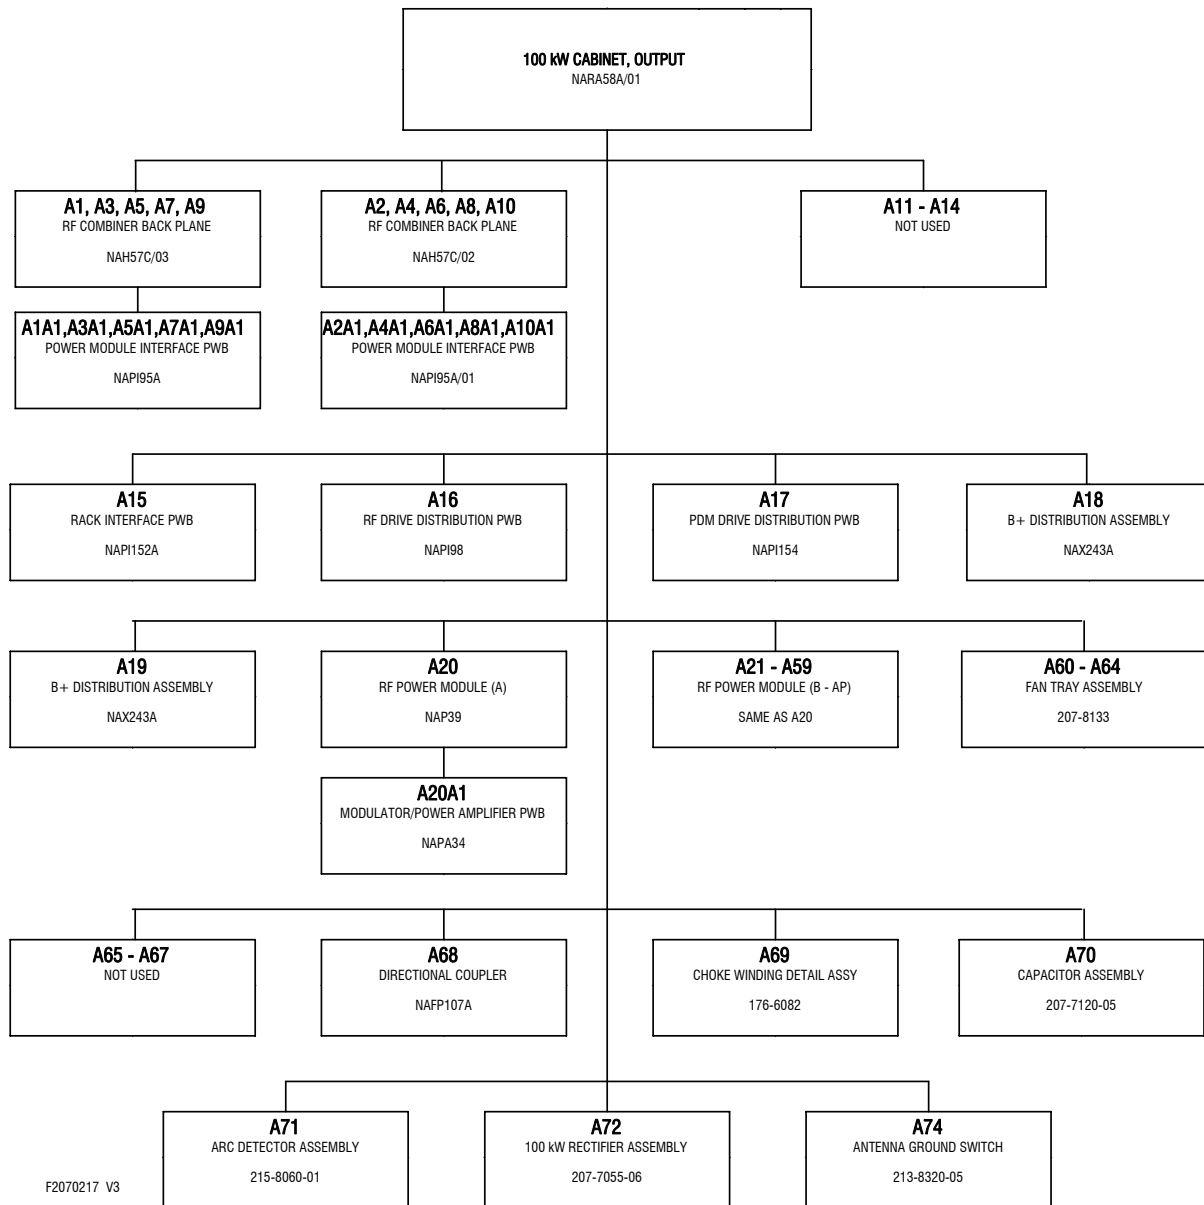 100 kW CABINET, OUTPUT
NARA58A/01
A1, A3, A5, A7, A9
RF COMBINER BACK PLANE
NAH57C/03
A2, A4, A6, A8, A10
RF COMBINER BACK PLANE
NAH57C/02
A11 - A14
NOT USED
A1A1,A3A1,A5A1,A7A1,A9A1
POWER MODULE INTERFACE PWB
NAPI95A
A2A1,A4A1,A6A1,A8A1,A10A1
POWER MODULE INTERFACE PWB
NAPI95A/01
A15
RACK INTERFACE PWB
NAPI152A
A16
RF DRIVE DISTRIBUTION PWB
NAPI98
A17
PDM DRIVE DISTRIBUTION PWB
NAPI154
A18
B+ DISTRIBUTION ASSEMBLY
NAX243A
A19
B+ DISTRIBUTION ASSEMBLY
NAX243A
A20
RF POWER MODULE (A)
NAP39
A21 - A59
RF POWER MODULE (B - AP)
SAME AS A20
A60 - A64
FAN TRAY ASSEMBLY
207-8133
A20A1
MODULATOR/POWER AMPLIFIER PWB
NAPA34
A65 - A67
NOT USED
A68
DIRECTIONAL COUPLER
NAFP107A
A69
CHOKE WINDING DETAIL ASSY
176-6082
A70
CAPACITOR ASSEMBLY
207-7120-05
A71
ARC DETECTOR ASSEMBLY
215-8060-01
A72
100 kW RECTIFIER ASSEMBLY
207-7055-06
A74
ANTENNA GROUND SWITCH
213-8320-05
F2070217 V3